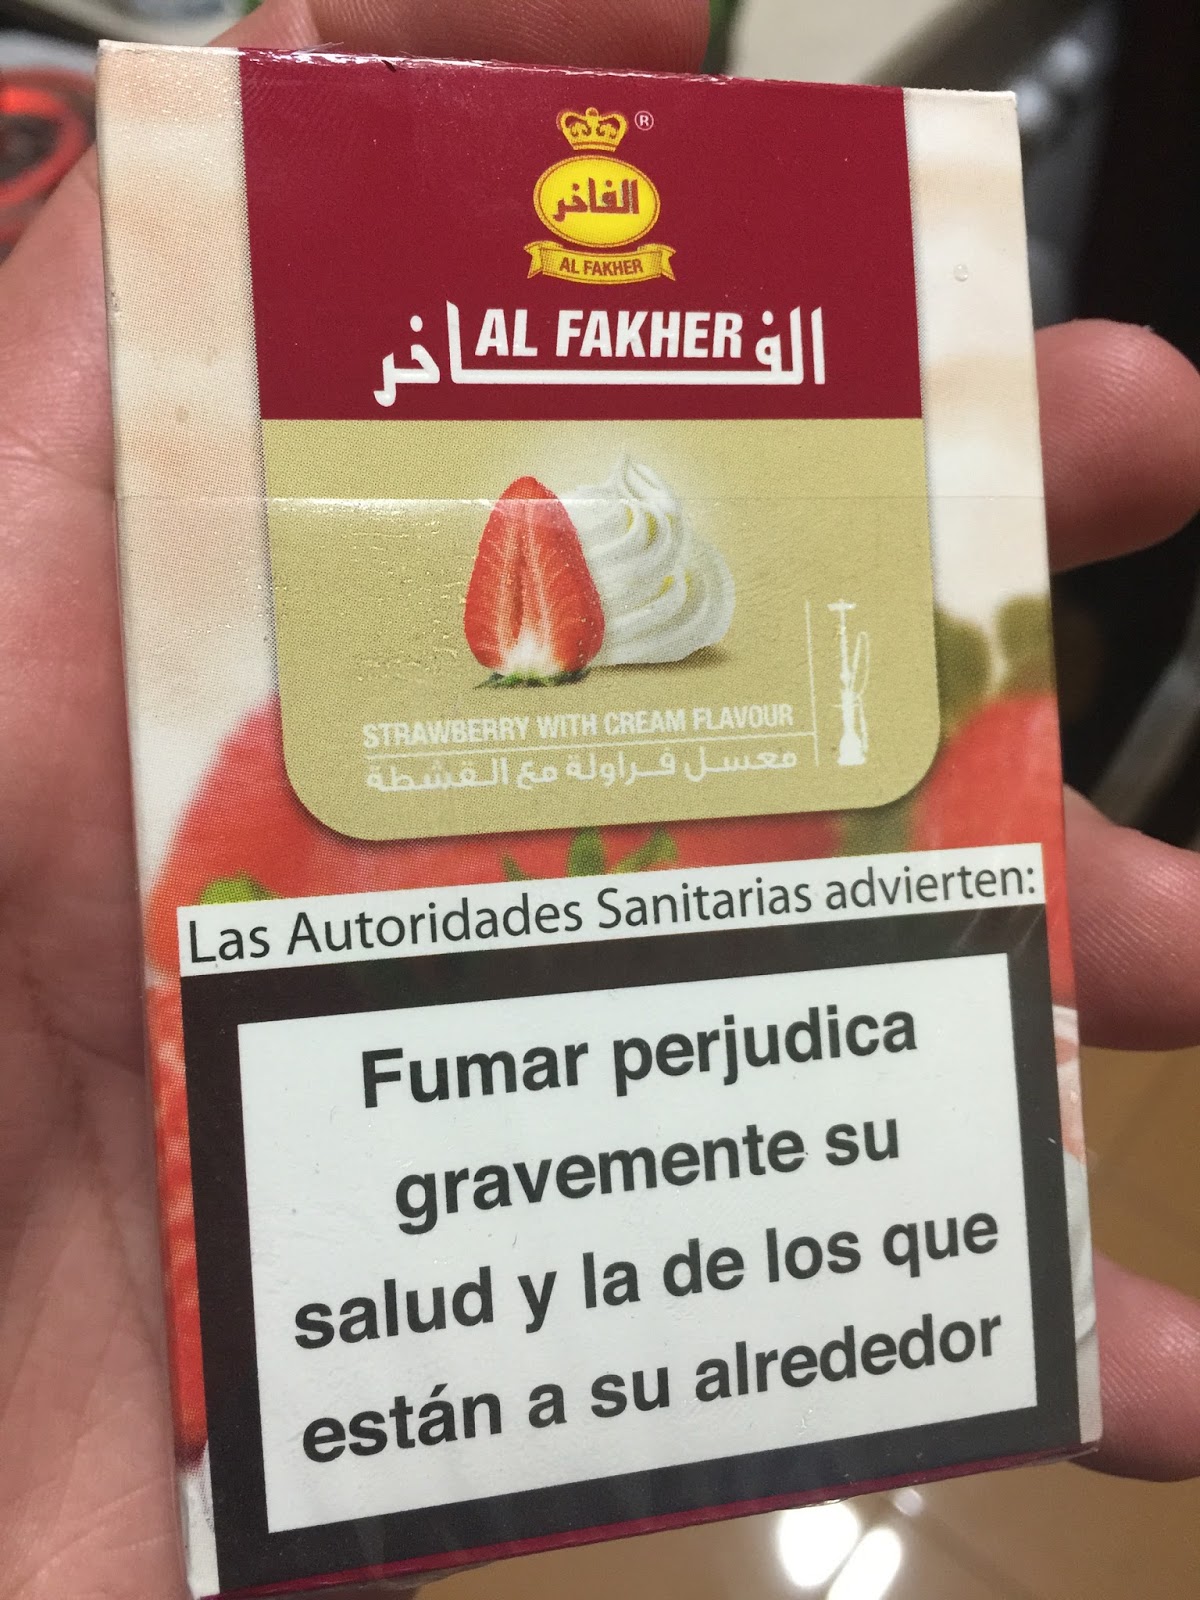 ®
الفاخر
AL FAKHER
الفاخر
AL FAKHER
STRAWBERRY WITH CREAM FLAVOUR
معسل فراولة مع القشطة
Las Autoridades Sanitarias advierten:
Fumar perjudica
gravemente su
salud y la de los que
están a su alrededor